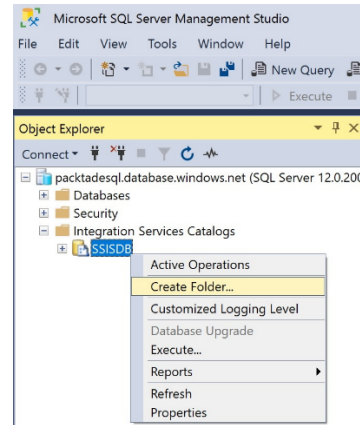 Microsoft SQL Server Management Studio
File Edit View Tools Window Help
New Query
Execute
Object Explorer
Connect
packtadesql.database.windows.net (SQL Server 12.0.200
Databases
Security
Integration Services Catalogs
SSISDB
Active Operations
Create Folder...
Customized Logging Level
Database Upgrade
Execute...
Reports
Refresh
Properties